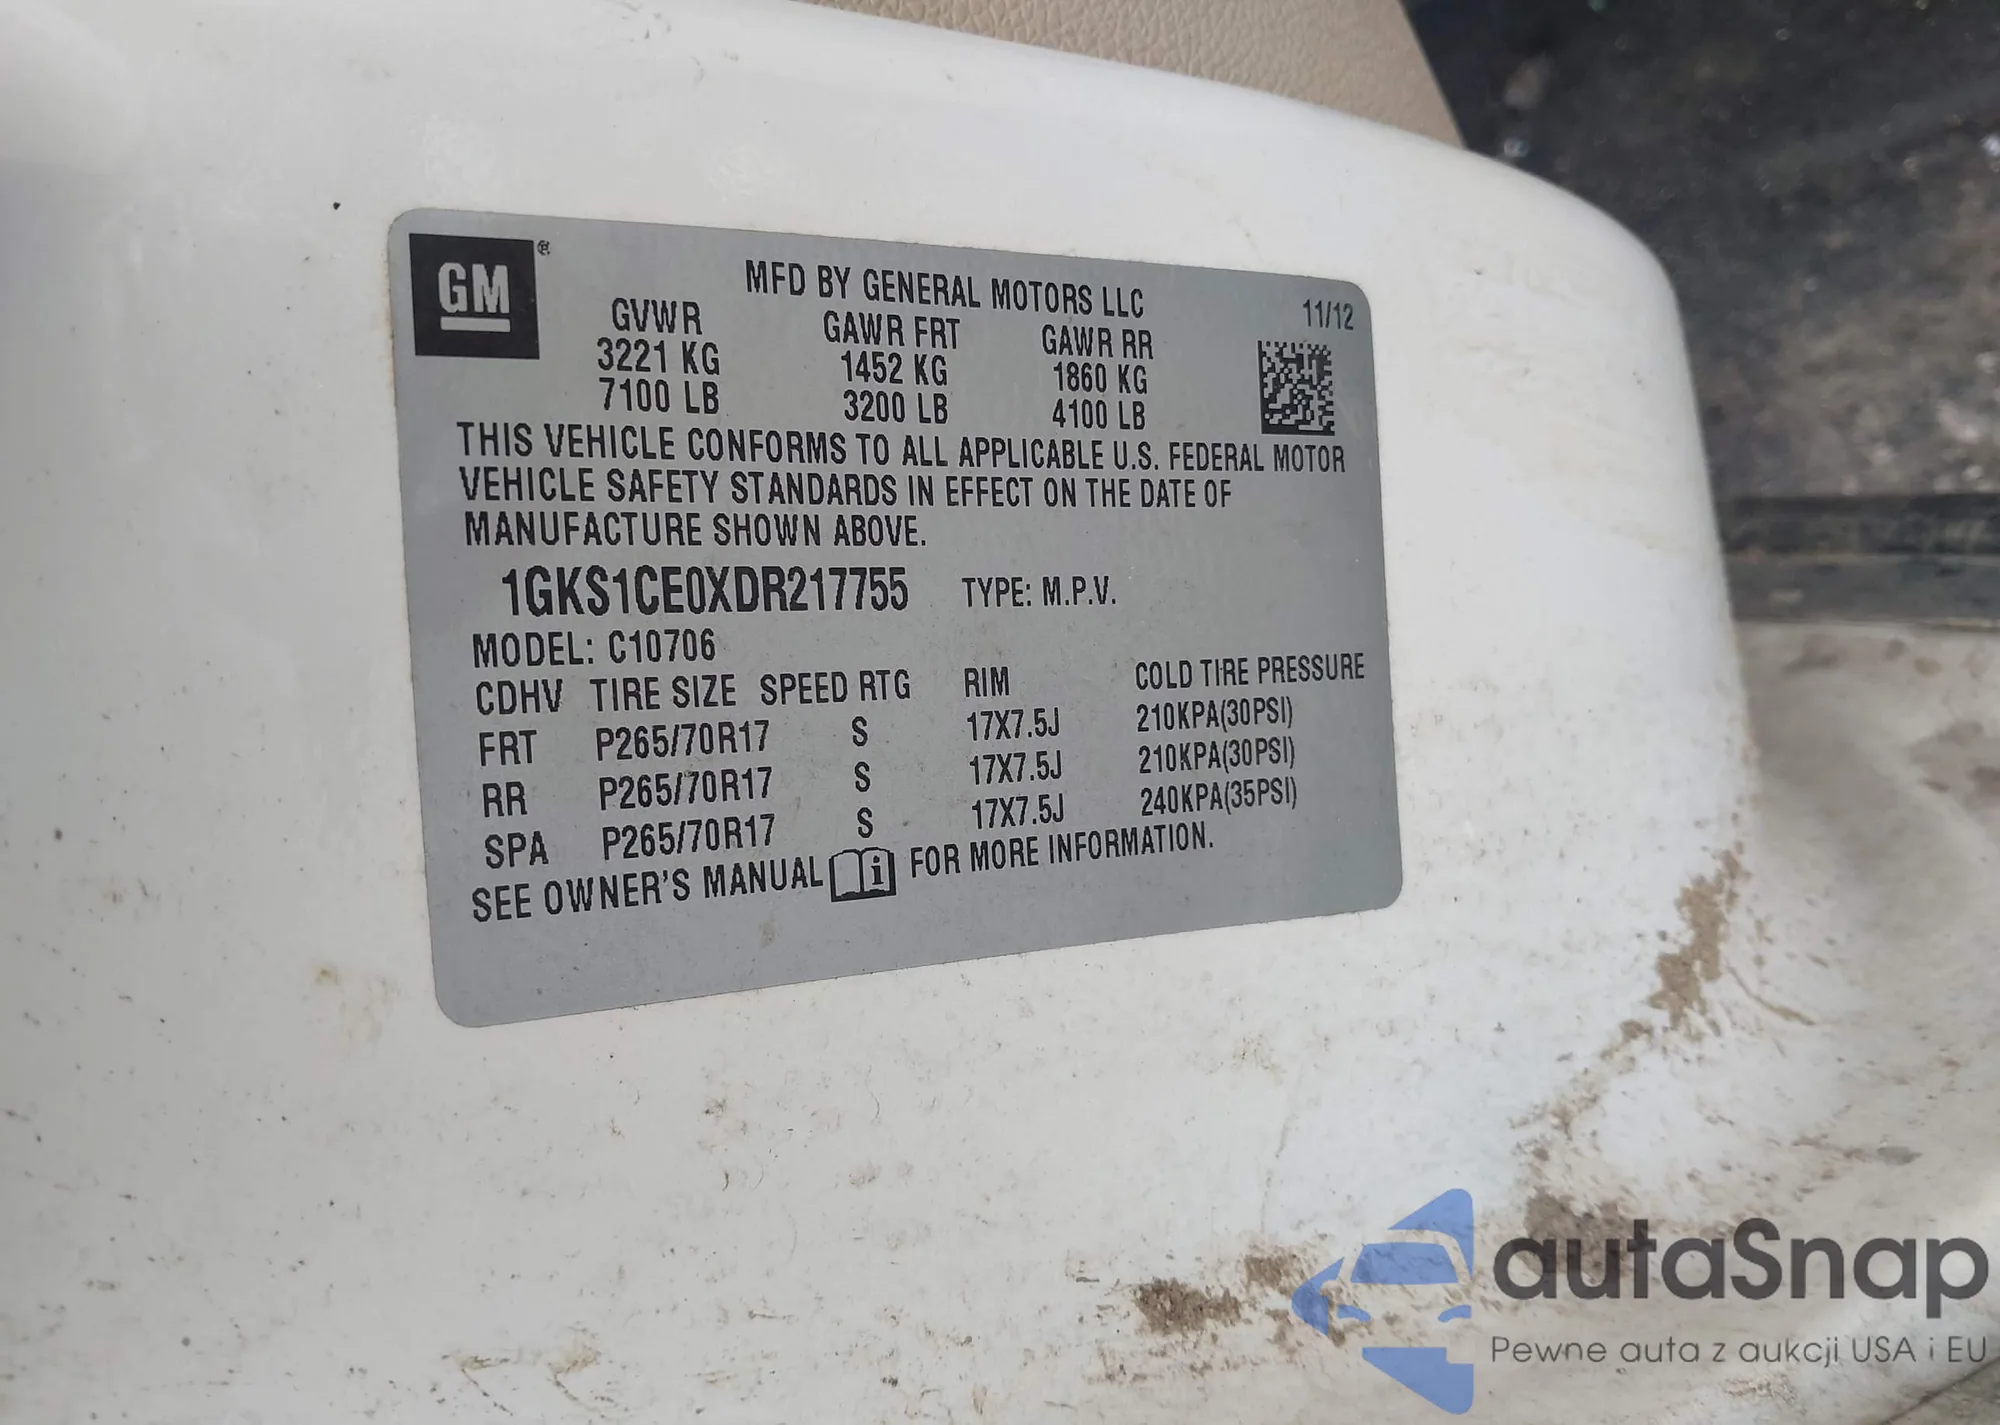 GM®
MFD BY GENERAL MOTORS LLC
11/12
GVWR GAWR FRT GAWR RR
3221 KG 1452 KG 1860 KG
7100 LB 3200 LB 4100 LB
THIS VEHICLE CONFORMS TO ALL APPLICABLE U.S. FEDERAL MOTOR
VEHICLE SAFETY STANDARDS IN EFFECT ON THE DATE OF
MANUFACTURE SHOWN ABOVE.
1GKS1CE0XDR217755 TYPE: M.P.V.
MODEL: C10706
CDHV TIRE SIZE SPEED RTG RIM COLD TIRE PRESSURE
FRT P265/70R17 S 17X7.5J 210KPA(30PSI)
RR P265/70R17 S 17X7.5J 210KPA(30PSI)
SPA P265/70R17 S 17X7.5J 240KPA(35PSI)
SEE OWNER'S MANUAL i FOR MORE INFORMATION.
autaSnap
Pewne auta z aukcji USA i EU